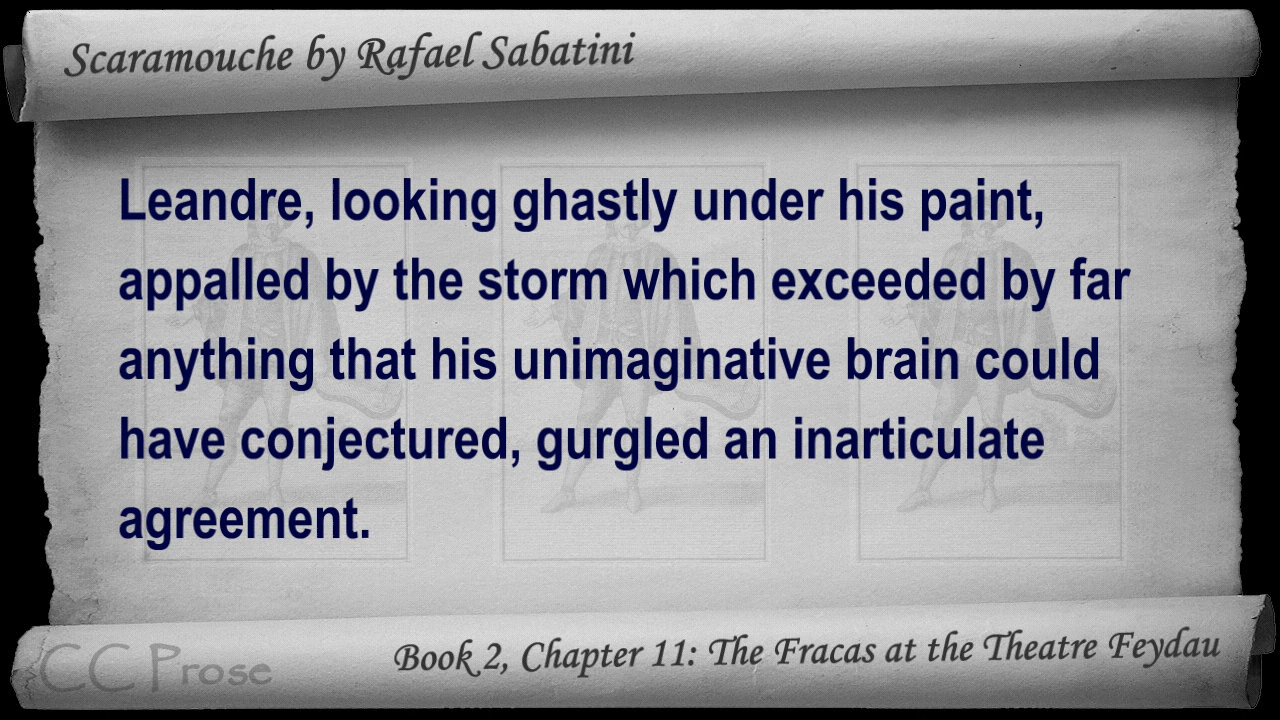 Scaramouche by Rafael Sabatini
Leandre, looking ghastly under his paint,
appalled by the storm which exceeded by far
anything that his unimaginative brain could
have conjectured, gurgled an inarticulate
agreement.
CC Prose
Book 2, Chapter 11: The Fracas at the Theatre Feydau